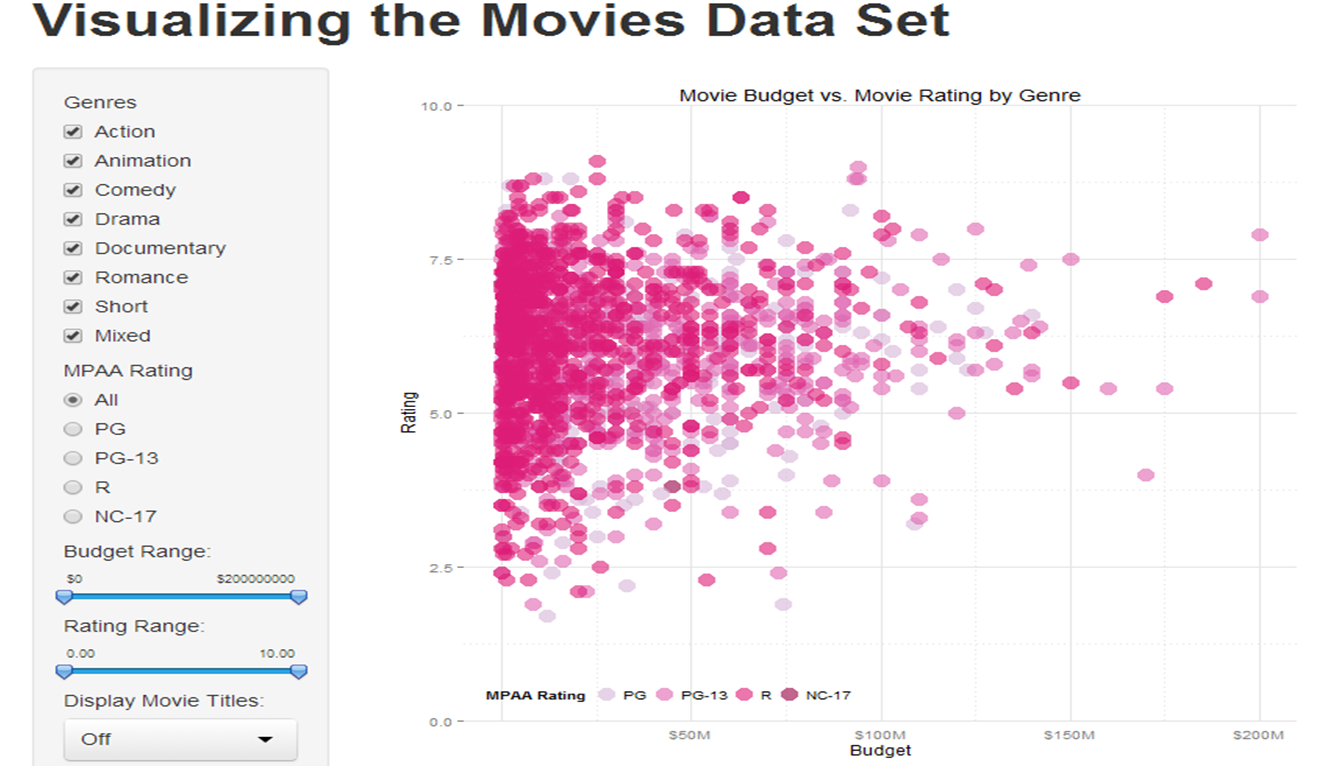 Visualizing the Movies Data Set
Genres
Action
Animation
Comedy
Drama
Documentary
Romance
Short
Mixed
MPAA Rating
All
PG
PG-13
R
NC-17
Budget Range:
$0 $200000000
Rating Range:
0.00 10.00
Display Movie Titles:
Off
Movie Budget vs. Movie Rating by Genre
10.0
7.5
5.0
2.5
0.0
Rating
MPAA Rating PG PG-13 R NC-17
$50M $100M $150M $200M
Budget